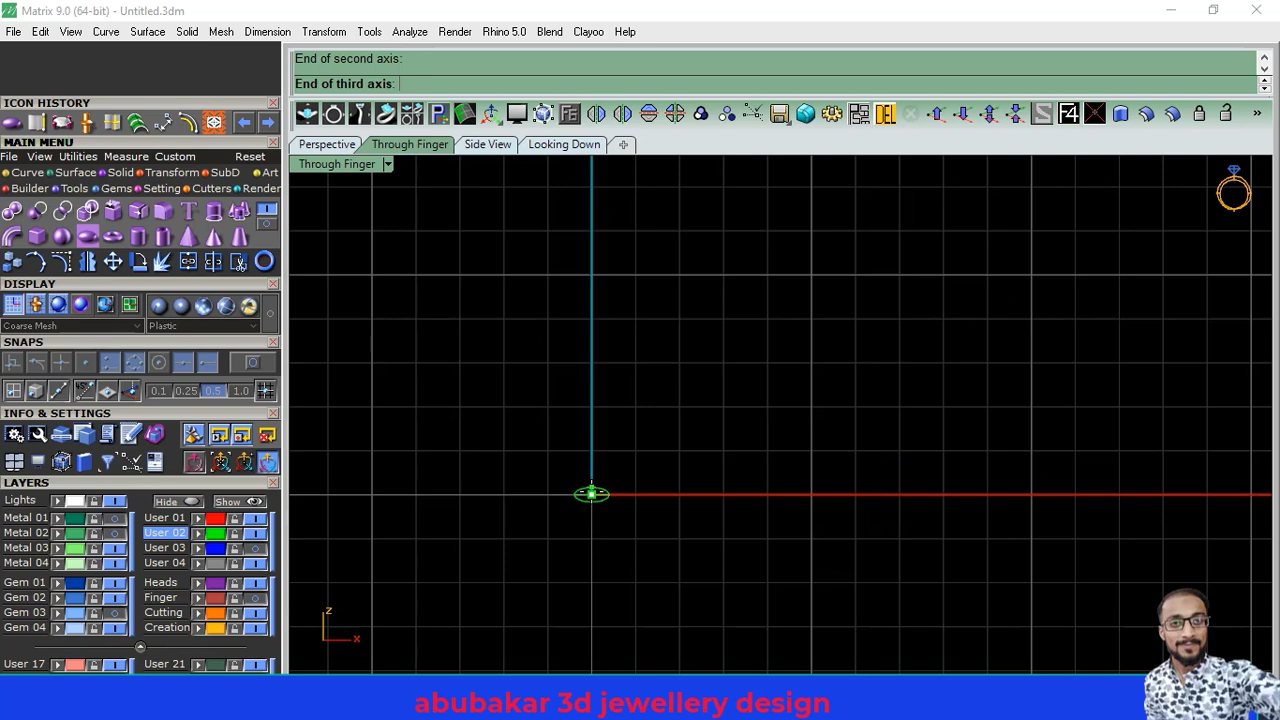 Matrix 9.0 (64-bit) - Untitled.3dm
File Edit View Curve Surface Solid Mesh Dimension Transform Tools Analyze Render Rhino 5.0 Blend Clayoo Help
End of second axis:
End of third axis:
ICON HISTORY
MAIN MENU
File View Utilities Measure Custom Reset
Curve Surface Solid Transform SubD Art
Builder Tools Gems Setting Cutters Render
T
P
FE
S
F4
»
Perspective Through Finger Side View Looking Down
Through Finger
DISPLAY
Coarse Mesh Plastic
SNAPS
0.1 0.25 0.5 1.0
INFO & SETTINGS
LAYERS
Lights Hide Show
Metal 01 User 01
Metal 02 User 02
Metal 03 User 03
Metal 04 User 04
Gem 01 Heads
Gem 02 Finger
Gem 03 Cutting
Gem 04 Creation
User 17 User 21
z
x
abubakar 3d jewellery design